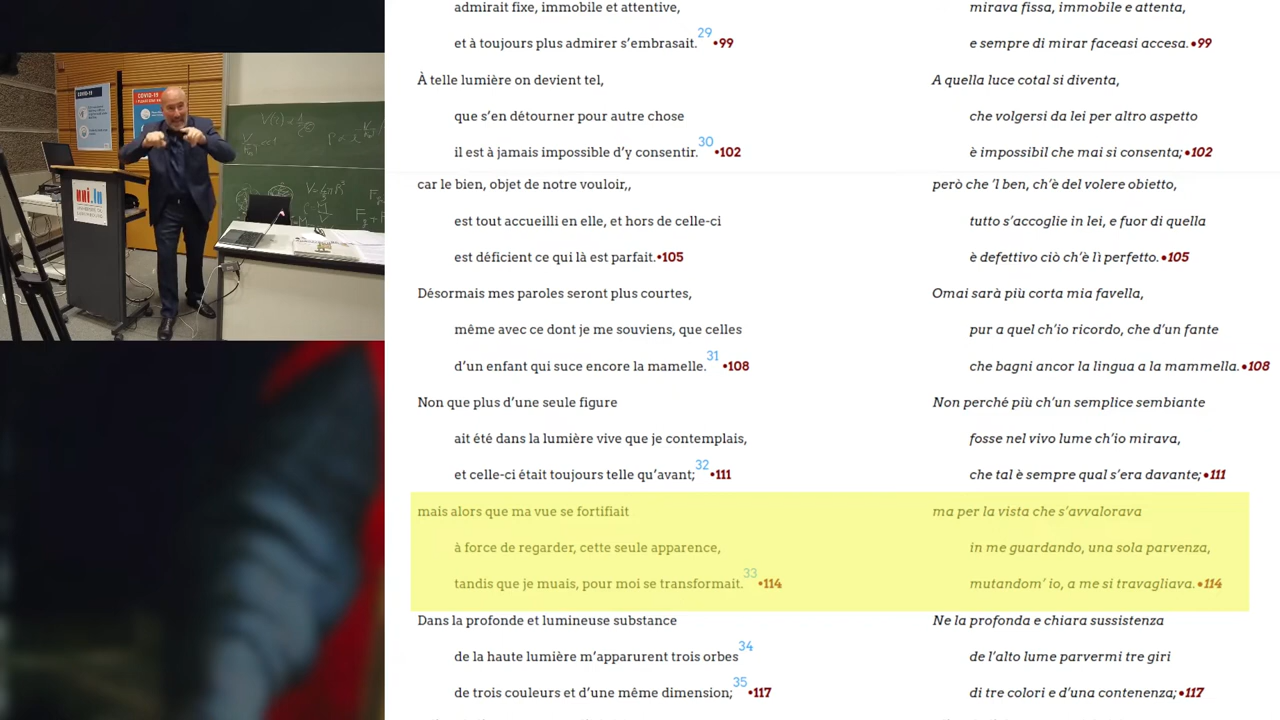 admirait fixe, immobile et attentive,
et à toujours plus admirer s’embrasait.29 •99
À telle lumière on devient tel,
que s’en détourner pour autre chose
il est à jamais impossible d’y consentir.30 •102
car le bien, objet de notre vouloir,,
est tout accueilli en elle, et hors de celle-ci
est déficient ce qui là est parfait.•105
Désormais mes paroles seront plus courtes,
même avec ce dont je me souviens, que celles
d’un enfant qui suce encore la mamelle.31 •108
Non que plus d’une seule figure
ait été dans la lumière vive que je contemplais,
et celle-ci était toujours telle qu’avant;32 •111
mais alors que ma vue se fortifiait
à force de regarder, cette seule apparence,
tandis que je muais, pour moi se transformait.33 •114
Dans la profonde et lumineuse substance
de la haute lumière m’apparurent trois orbes34
de trois couleurs et d’une même dimension;35 •117
mirava fissa, immobile e attenta,
e sempre di mirar faceasi accesa.•99
A quella luce cotal si diventa,
che volgersi da lei per altro aspetto
è impossibil che mai si consenta;•102
però che ’l ben, ch’è del volere obietto,
tutto s’accoglie in lei, e fuor di quella
è defettivo ciò ch’è lì perfetto.•105
Omai sarà più corta mia favella,
pur a quel ch’io ricordo, che d’un fante
che bagni ancor la lingua a la mammella.•108
Non perché più ch’un semplice sembiante
fosse nel vivo lume ch’io mirava,
che tal è sempre qual s’era davante;•111
ma per la vista che s’avvalorava
in me guardando, una sola parvenza,
mutandom’ io, a me si travagliava.•114
Ne la profonda e chiara sussistenza
de l’alto lume parvermi tre giri
di tre colori e d’una contenenza;•117
COVID-19
COVID-19
uni.lu